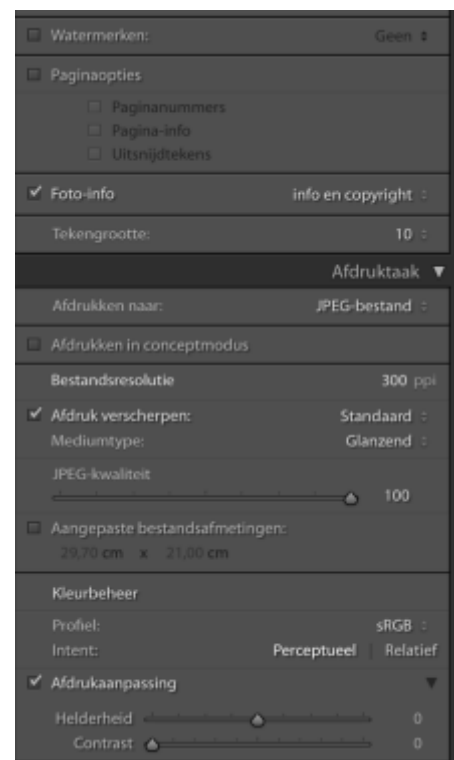 Watermerken: Geen
Paginaopties
Paginanummers
Pagina-info
Uitsnijdtekens
Foto-info info en copyright
Tekengrootte: 10
Afdruktaak
Afdrukken naar: JPEG-bestand
Afdrukken in conceptmodus
Bestandsresolutie 300 ppi
Afdruk verscherpen: Standaard
Mediumtype: Glanzend
JPEG-kwaliteit
100
Aangepaste bestandsafmetingen:
29,70 cm x 21,00 cm
Kleurbeheer
Profiel: sRGB
Intent: Perceptueel Relatief
Afdrukaanpassing
Helderheid 0
Contrast 0